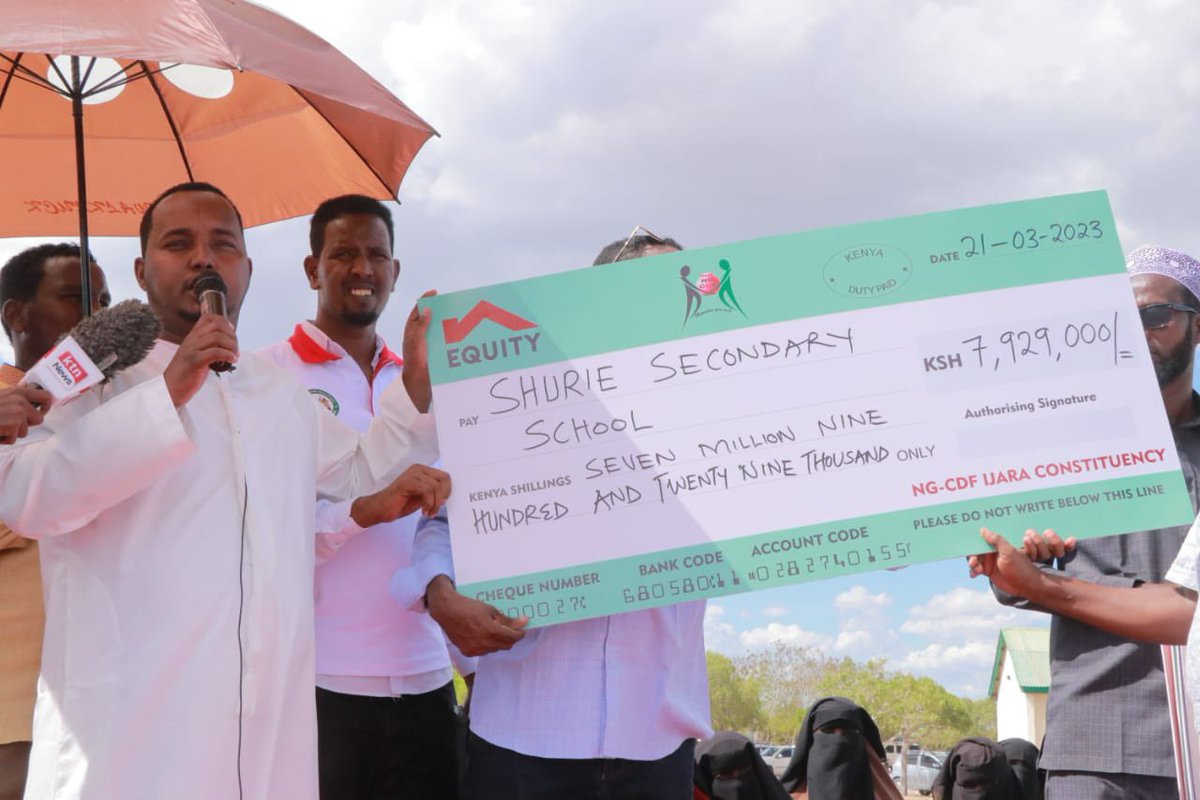 ktn
News
EQUITY
KENYA
DUTY PAID
DATE 21-03-2023
PAY SHURIE SECONDARY
SCHOOL
KSH 7,929,000/=
Authorising Signature
KENYA SHILLINGS SEVEN MILLION NINE
HUNDRED AND TWENTY NINE THOUSAND ONLY
NG-CDF IJARA CONSTITUENCY
PLEASE DO NOT WRITE BELOW THIS LINE
CHEQUE NUMBER
BANK CODE
ACCOUNT CODE